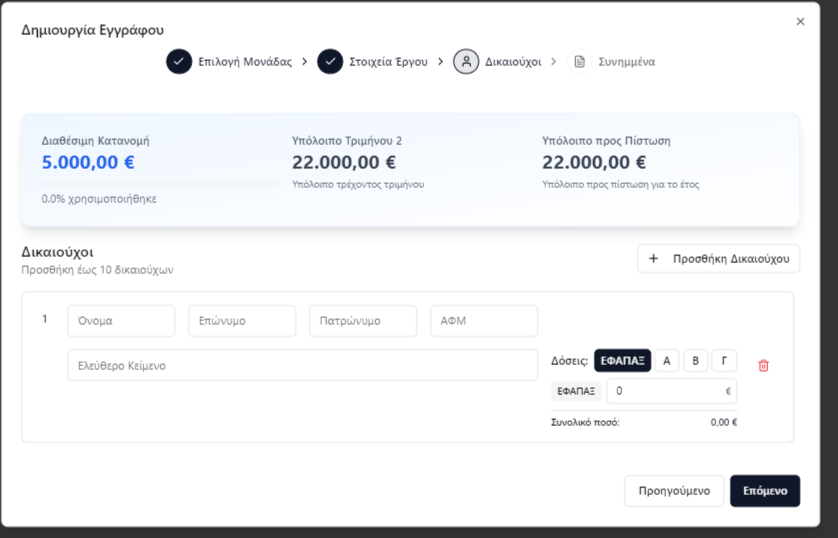 Δημιουργία Εγγράφου
Επιλογή Μονάδας > Στοιχεία Έργου > Δικαιούχοι > Συνημμένα
Διαθέσιμη Κατανομή
5.000,00 €
0.0% χρησιμοποιήθηκε
Υπόλοιπο Τριμήνου 2
22.000,00 €
Υπόλοιπο τρέχοντος τριμήνου
Υπόλοιπο προς Πίστωση
22.000,00 €
Υπόλοιπο προς πίστωση για το έτος
Δικαιούχοι
Προσθήκη έως 10 δικαιούχων
+ Προσθήκη Δικαιούχου
1 Όνομα Επώνυμο Πατρώνυμο ΑΦΜ
Ελεύθερο Κείμενο
Δόσεις: ΕΦΑΠΑΞ Α Β Γ
ΕΦΑΠΑΞ 0 €
Συνολικό ποσό: 0,00 €
Προηγούμενο Επόμενο